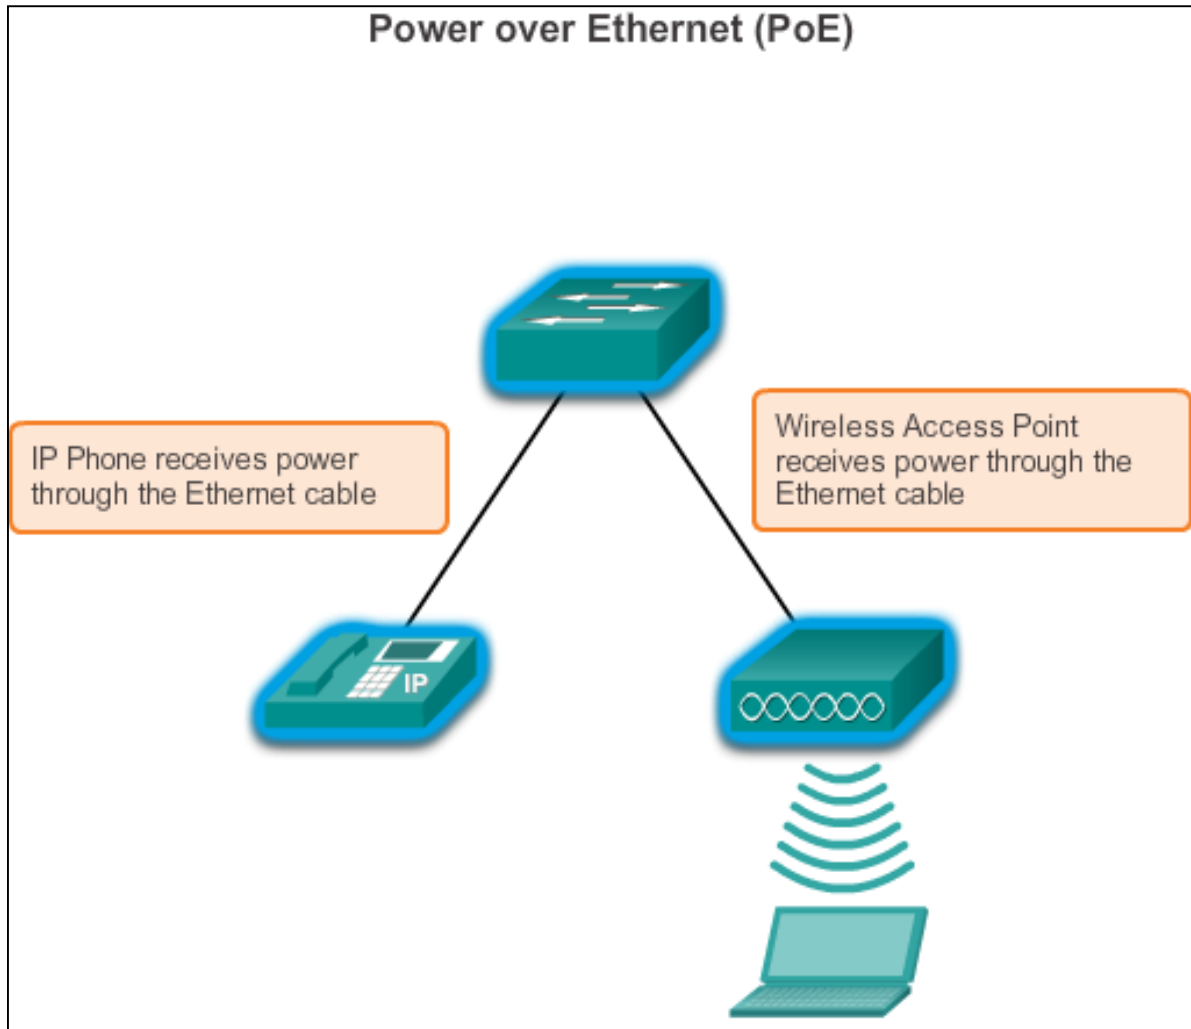 Power over Ethernet (PoE)
IP Phone receives power
through the Ethernet cable
Wireless Access Point
receives power through the
Ethernet cable
IP